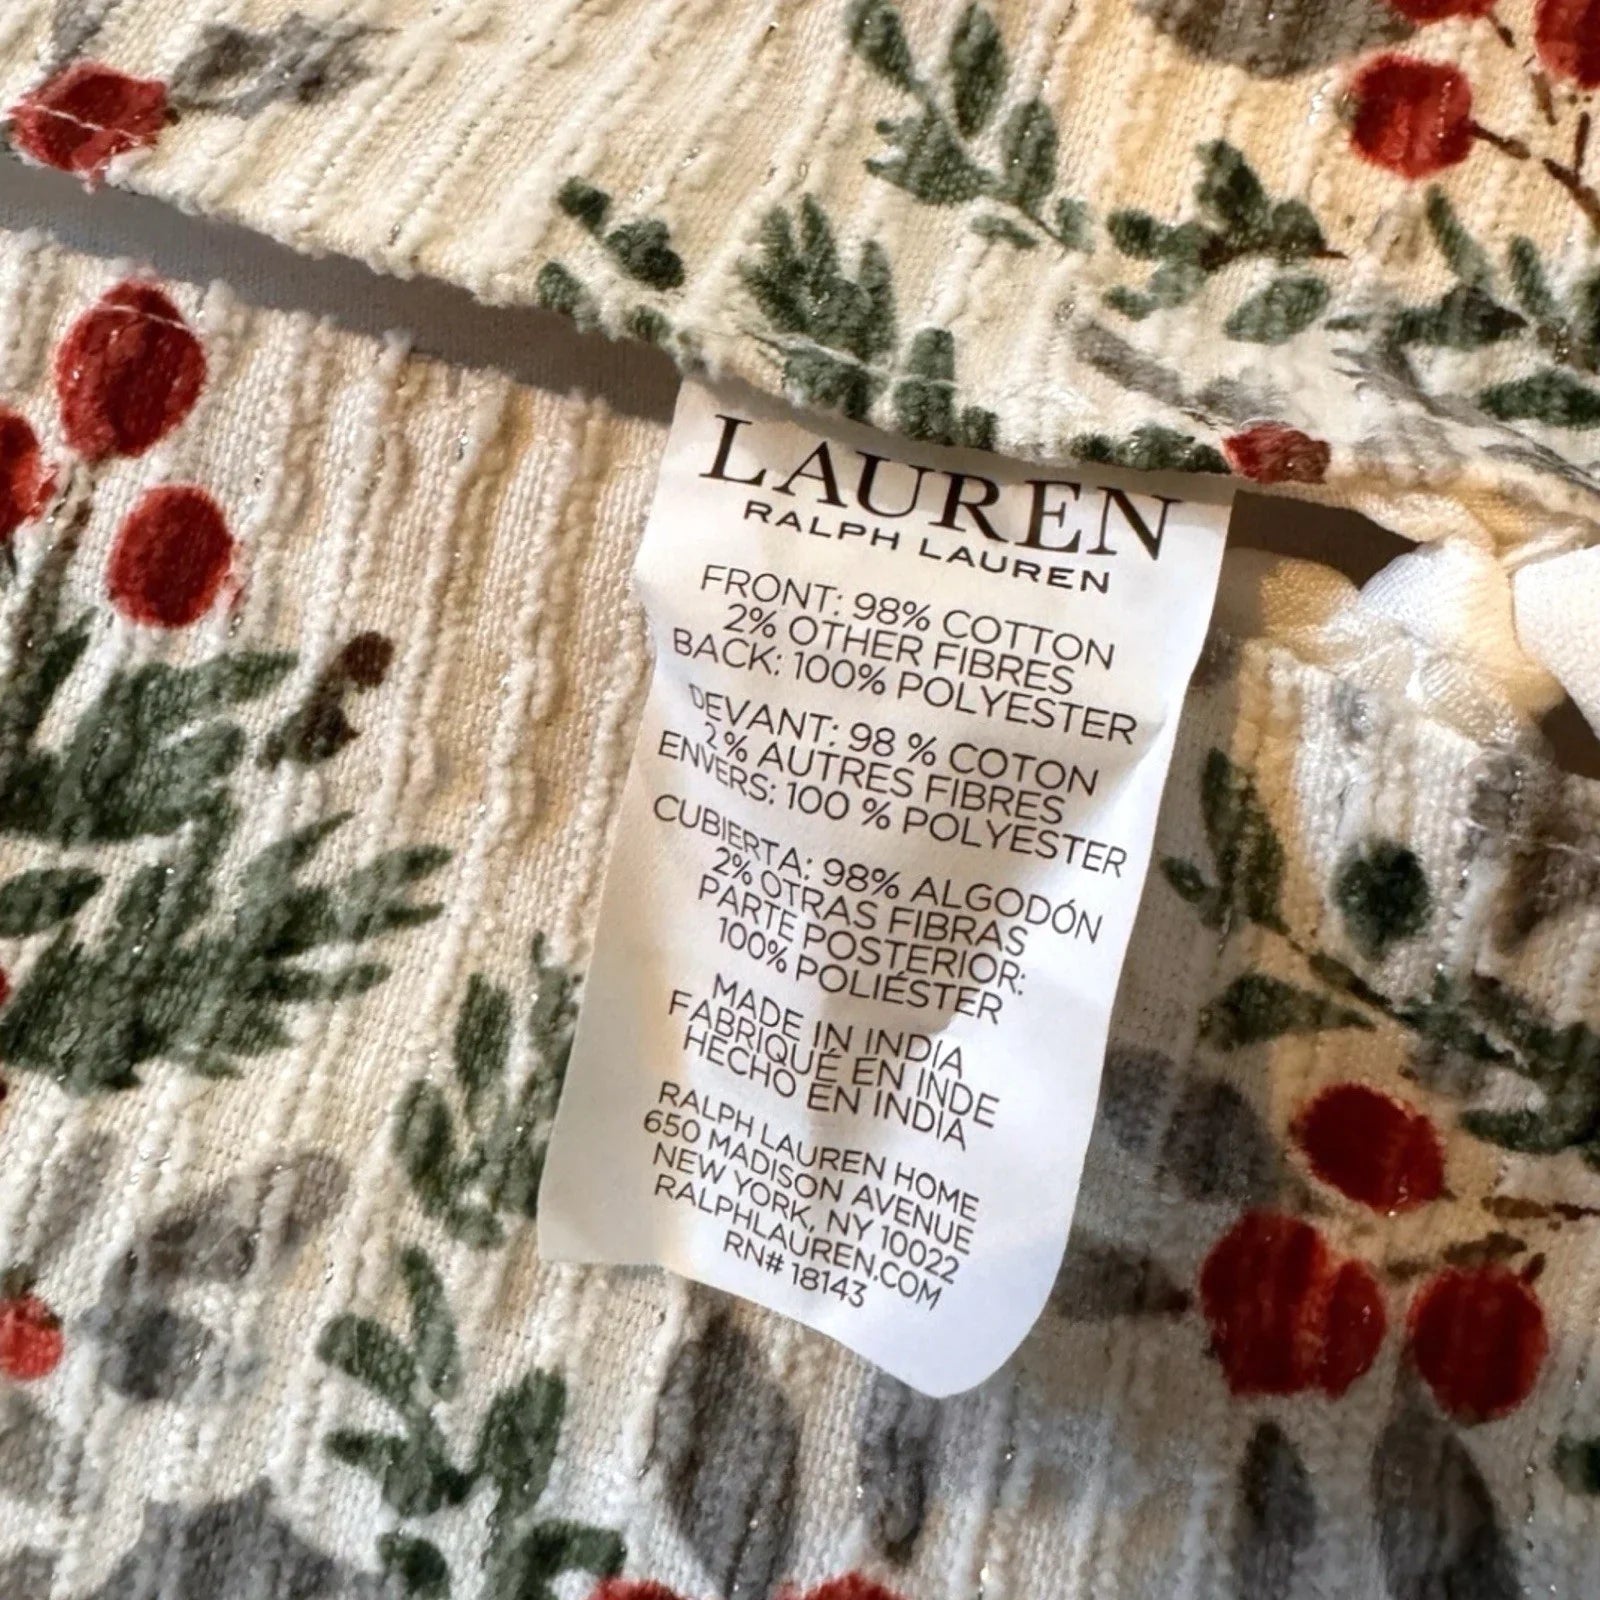 LAUREN
RALPH LAUREN
FRONT: 98% COTTON
2% OTHER FIBRES
BACK: 100% POLYESTER
DEVANT: 98 % COTON
2 % AUTRES FIBRES
ENVERS: 100 % POLYESTER
CUBIERTA: 98% ALGODÓN
2% OTRAS FIBRAS
PARTE POSTERIOR:
100% POLIÉSTER
MADE IN INDIA
FABRIQUÉ EN INDE
HECHO EN INDIA
RALPH LAUREN HOME
650 MADISON AVENUE
NEW YORK, NY 10022
RALPHLAUREN.COM
RN# 18143